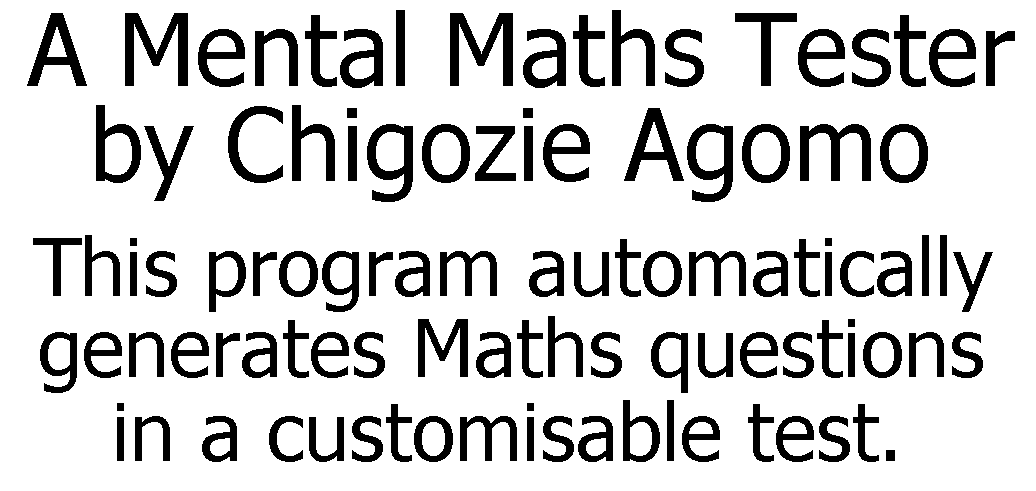 A Mental Maths Tester
by Chigozie Agomo
This program automatically
generates Maths questions
in a customisable test.